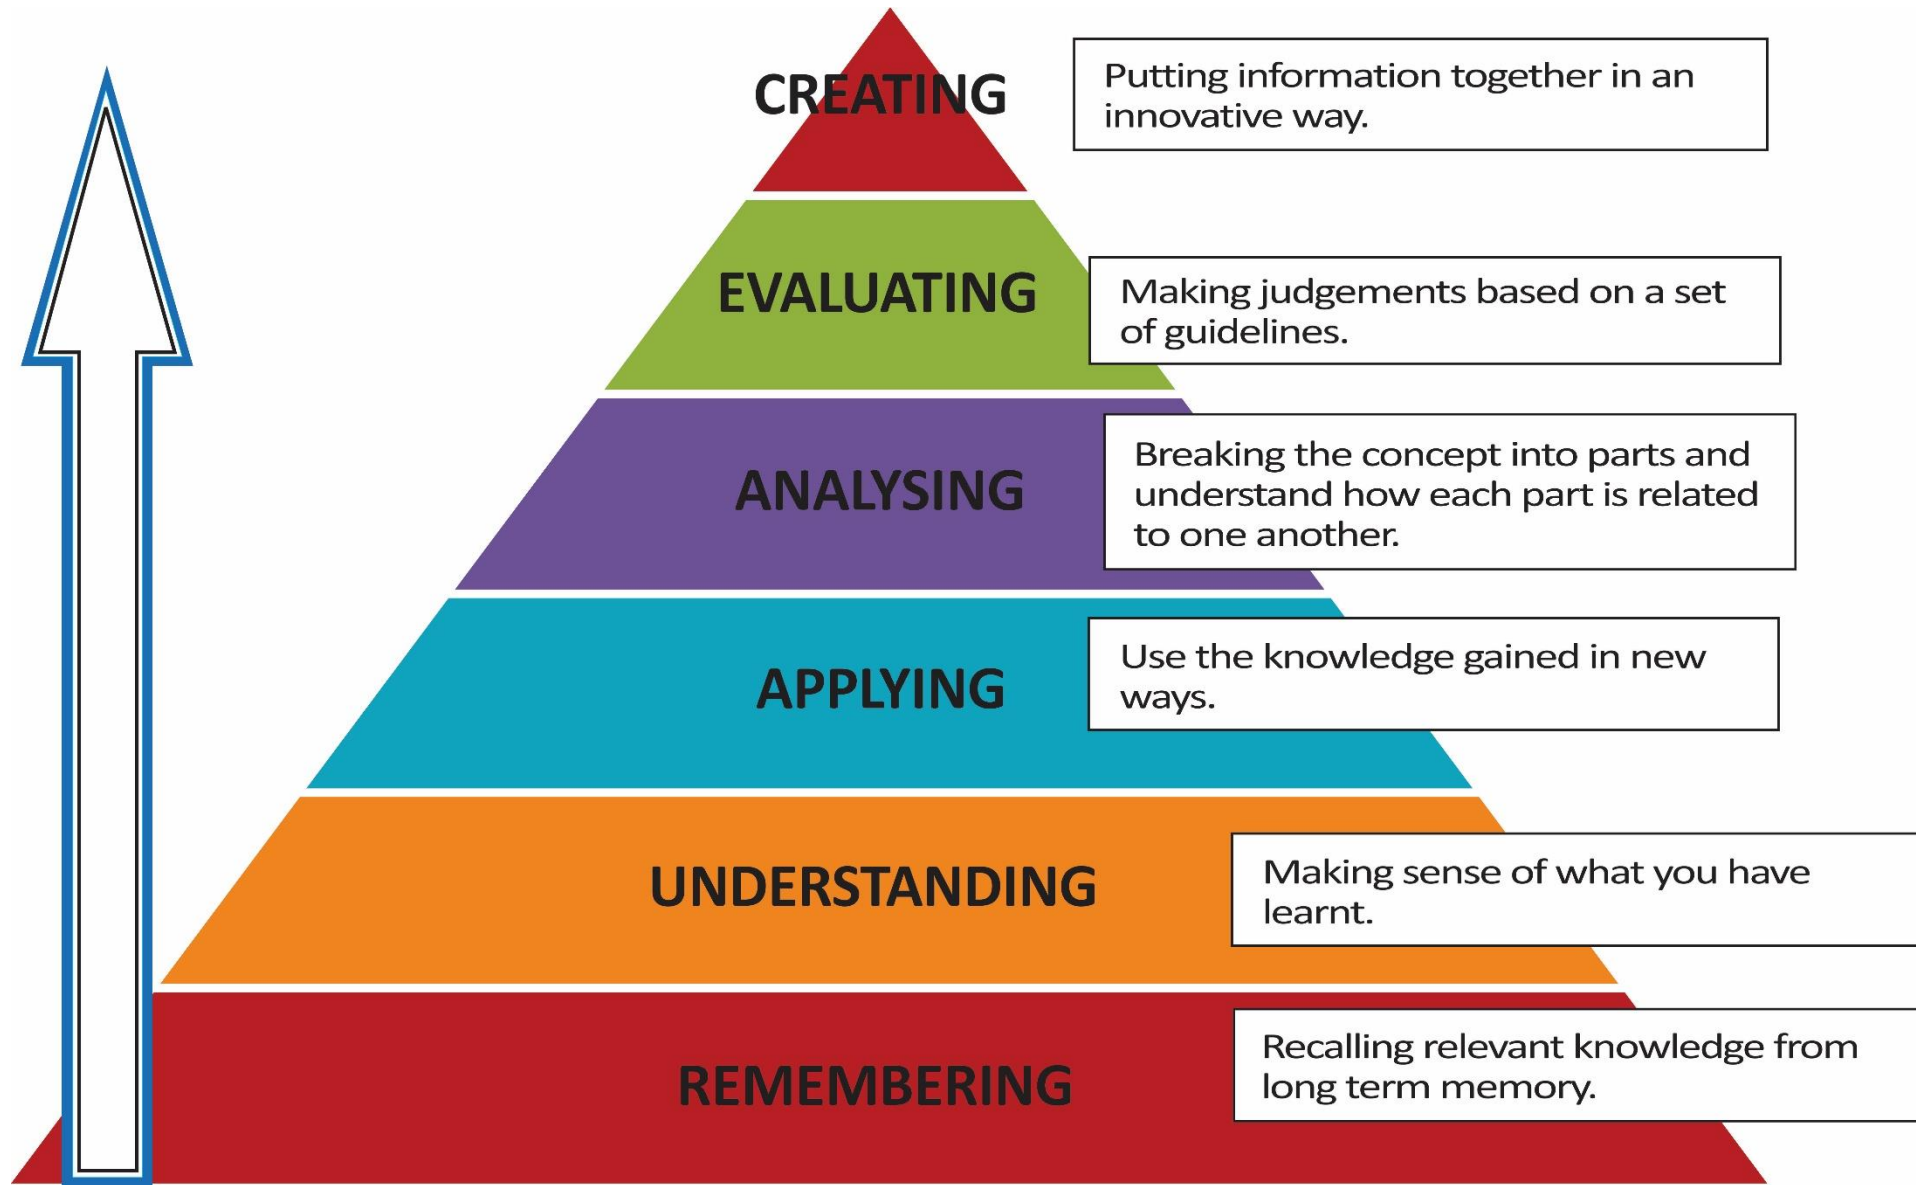 CREATING
Putting information together in an
innovative way.
EVALUATING
Making judgements based on a set
of guidelines.
ANALYSING
Breaking the concept into parts and
understand how each part is related
to one another.
APPLYING
Use the knowledge gained in new
ways.
UNDERSTANDING
Making sense of what you have
learnt.
REMEMBERING
Recalling relevant knowledge from
long term memory.